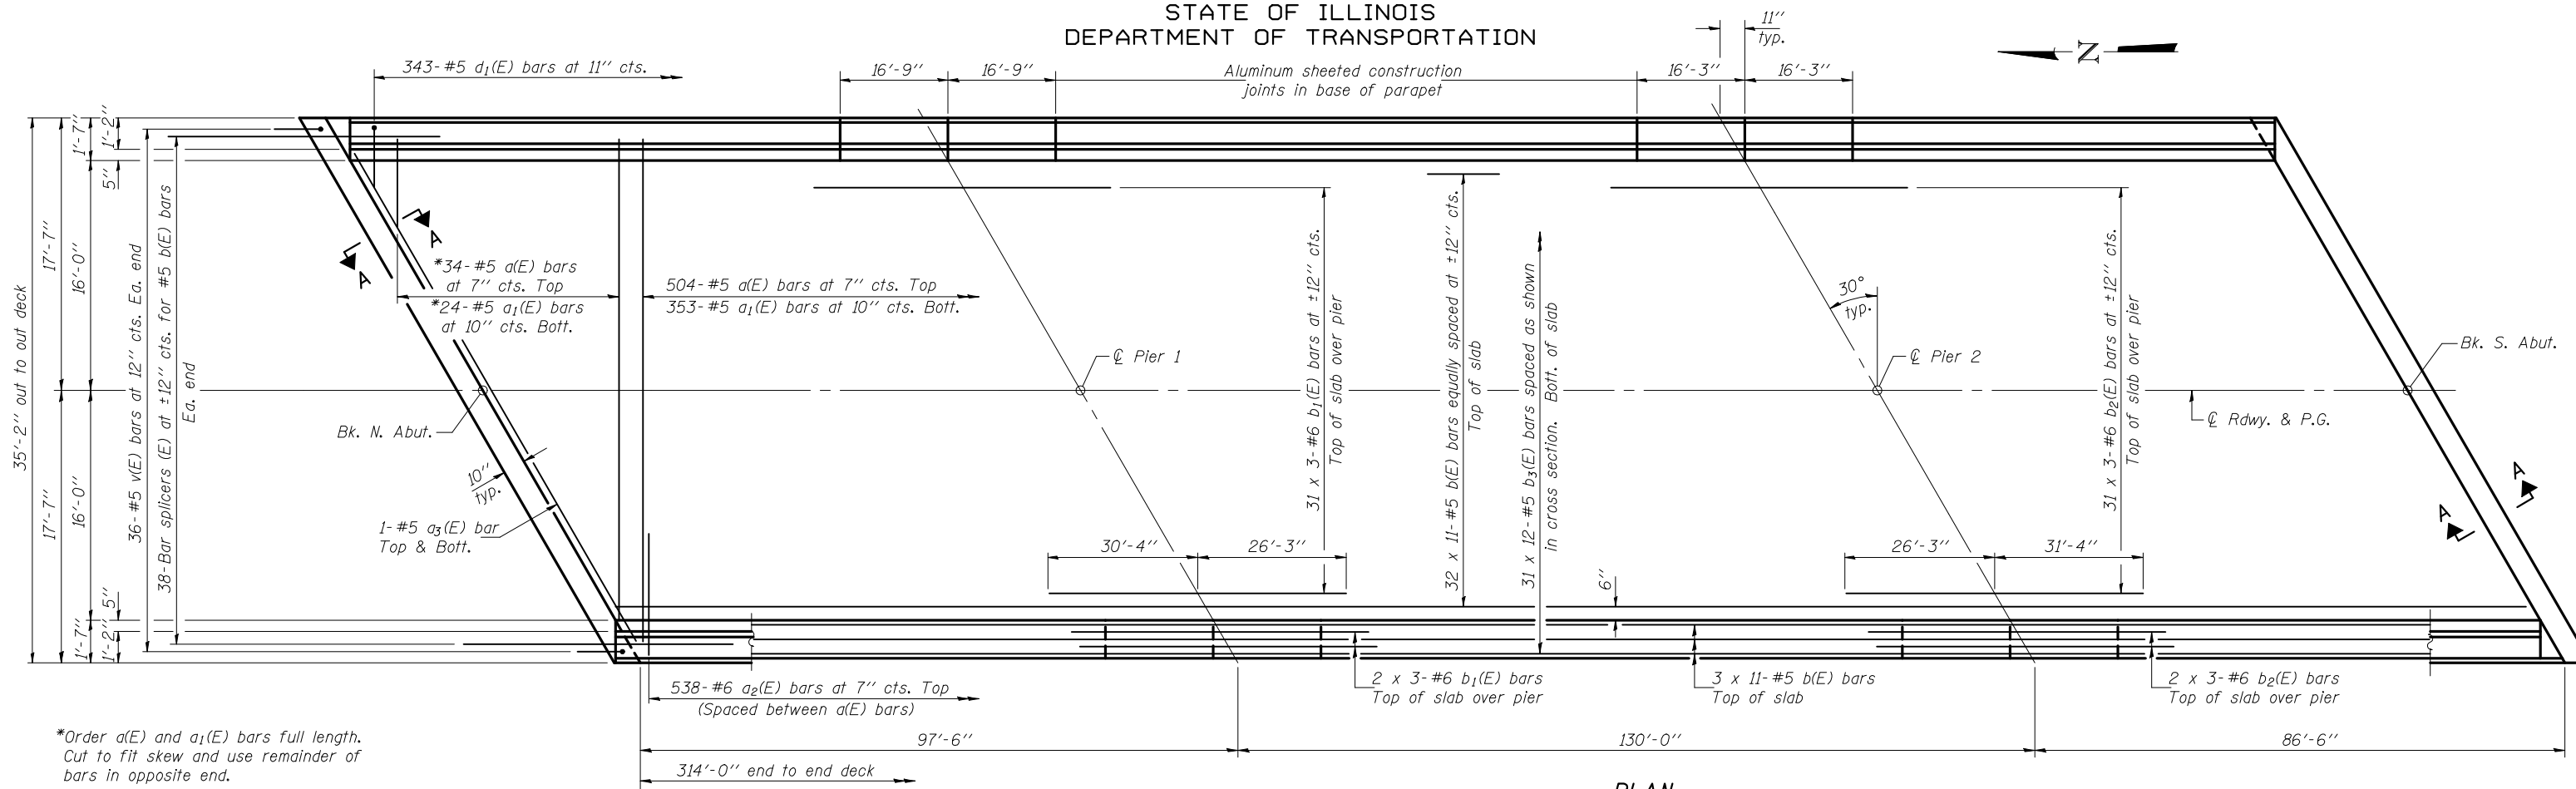 STATE OF ILLINOIS
DEPARTMENT OF TRANSPORTATION
11"
typ.
N
343-#5 d₁(E) bars at 11" cts.
16'-9"
16'-9"
Aluminum sheeted construction
joints in base of parapet
16'-3"
16'-3"
35'-2" out to out deck
17'-7"
17'-7"
1'-7"
16'-0"
16'-0"
1'-7"
1'-2"
5"
5"
1'-2"
36-#5 v(E) bars at 12" cts. Ea. end
38-Bar splicers (E) at ±12" cts. for #5 b(E) bars
Ea. end
A
A
*34-#5 a(E) bars
at 7" cts. Top
*24-#5 a₁(E) bars
at 10" cts. Bott.
504-#5 a(E) bars at 7" cts. Top
353-#5 a₁(E) bars at 10" cts. Bott.
31 x 3-#6 b₁(E) bars at ±12" cts.
Top of slab over pier
32 x 11-#5 b(E) bars equally spaced at ±12" cts.
Top of slab
31 x 12-#5 b₃(E) bars spaced as shown
in cross section. Bott. of slab
30°
typ.
31 x 3-#6 b₂(E) bars at ±12" cts.
Top of slab over pier
℄ Pier 1
℄ Pier 2
Bk. S. Abut.
Bk. N. Abut.
℄ Rdwy. & P.G.
10"
typ.
1-#5 a₃(E) bar
Top & Bott.
A
A
30'-4"
26'-3"
26'-3"
31'-4"
6"
538-#6 a₂(E) bars at 7" cts. Top
(Spaced between a(E) bars)
2 x 3-#6 b₁(E) bars
Top of slab over pier
3 x 11-#5 b(E) bars
Top of slab
2 x 3-#6 b₂(E) bars
Top of slab over pier
*Order a(E) and a₁(E) bars full length.
Cut to fit skew and use remainder of
bars in opposite end.
97'-6"
130'-0"
86'-6"
314'-0" end to end deck
PLAN